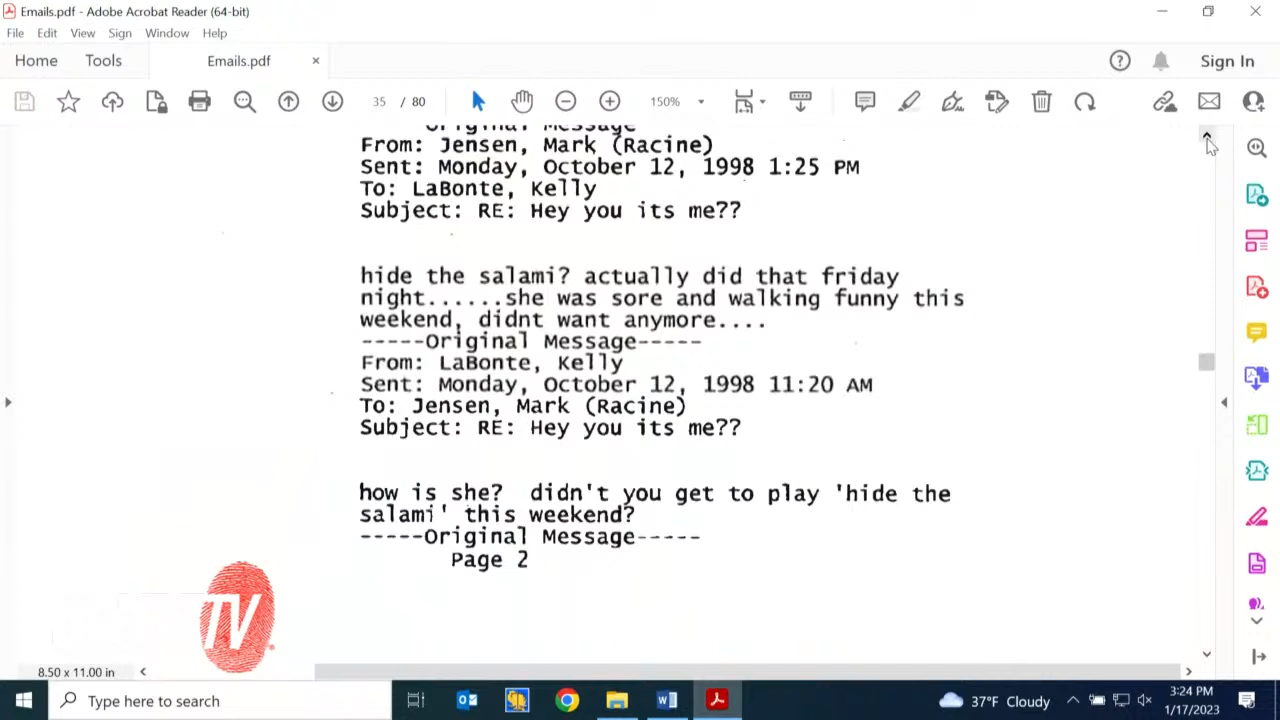 Emails.pdf - Adobe Acrobat Reader (64-bit)
File Edit View Sign Window Help
Home Tools Emails.pdf × Sign In
35 / 80 150%
Original Message
From: Jensen, Mark (Racine)
Sent: Monday, October 12, 1998 1:25 PM
To: LaBonte, Kelly
Subject: RE: Hey you its me??
hide the salami? actually did that friday
night......she was sore and walking funny this
weekend, didnt want anymore....
-----Original Message-----
From: LaBonte, Kelly
Sent: Monday, October 12, 1998 11:20 AM
To: Jensen, Mark (Racine)
Subject: RE: Hey you its me??
how is she?  didn't you get to play 'hide the
salami' this weekend?
-----Original Message-----
Page 2
TV
8.50 x 11.00 in
Type here to search
37°F Cloudy
3:24 PM
1/17/2023